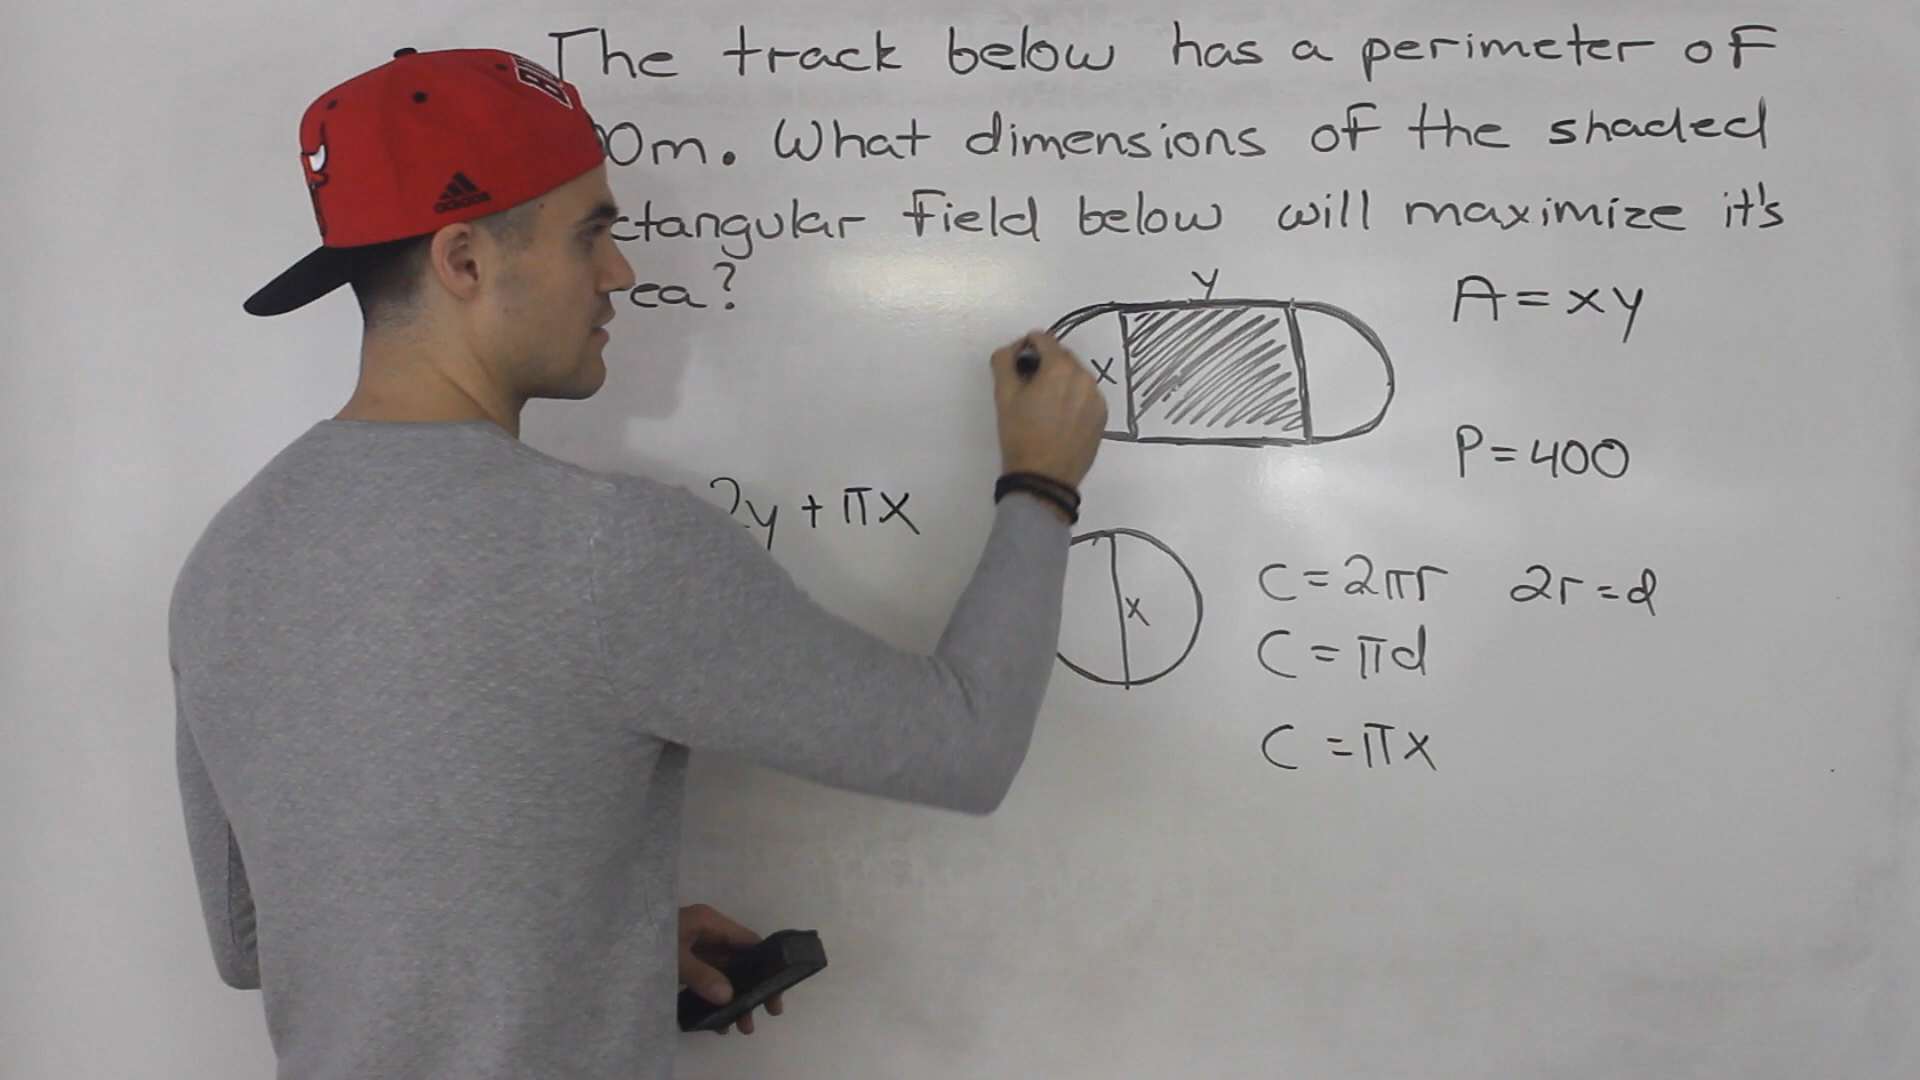 The track below has a perimeter of
00m. What dimensions of the shaded
ctangular field below will maximize it's
ea?
y
A = xy
x
P = 400
2y + πx
x
C = 2πr 2r = d
C = πd
C = πx
adidas